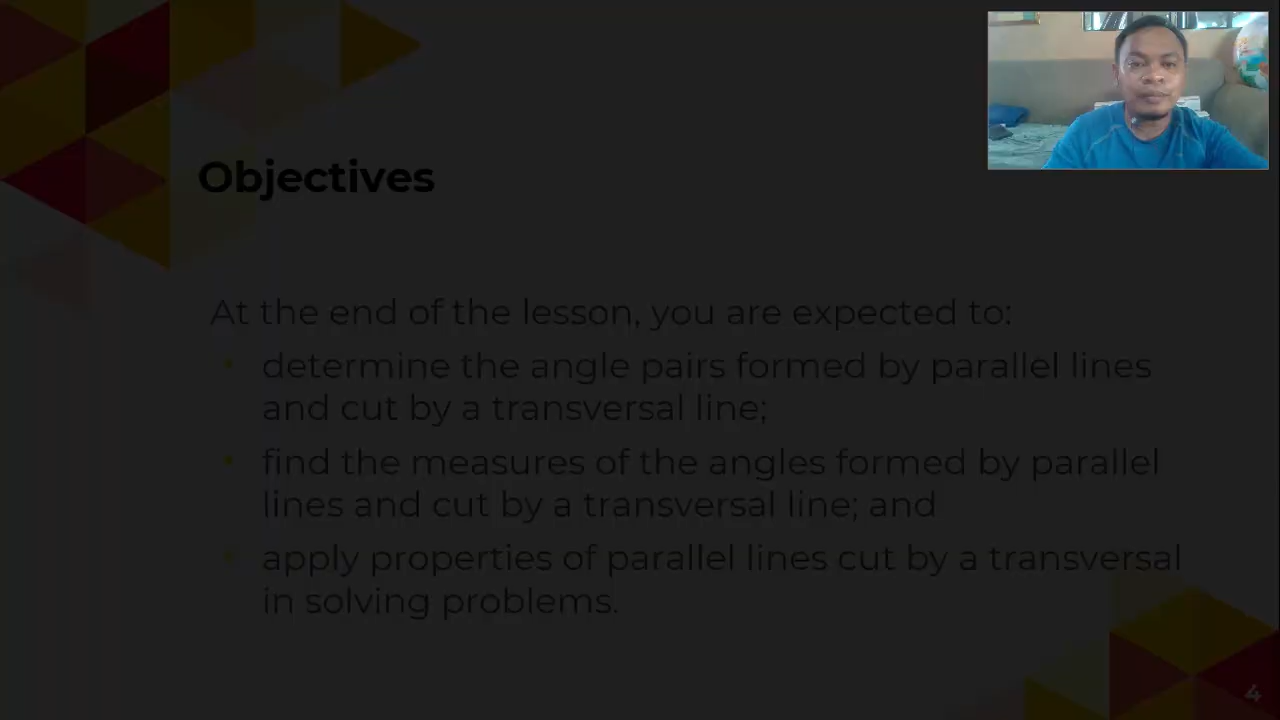 Objectives
At the end of the lesson, you are expected to:
determine the angle pairs formed by parallel lines
and cut by a transversal line;
find the measures of the angles formed by parallel
lines and cut by a transversal line; and
apply properties of parallel lines cut by a transversal
in solving problems.
4